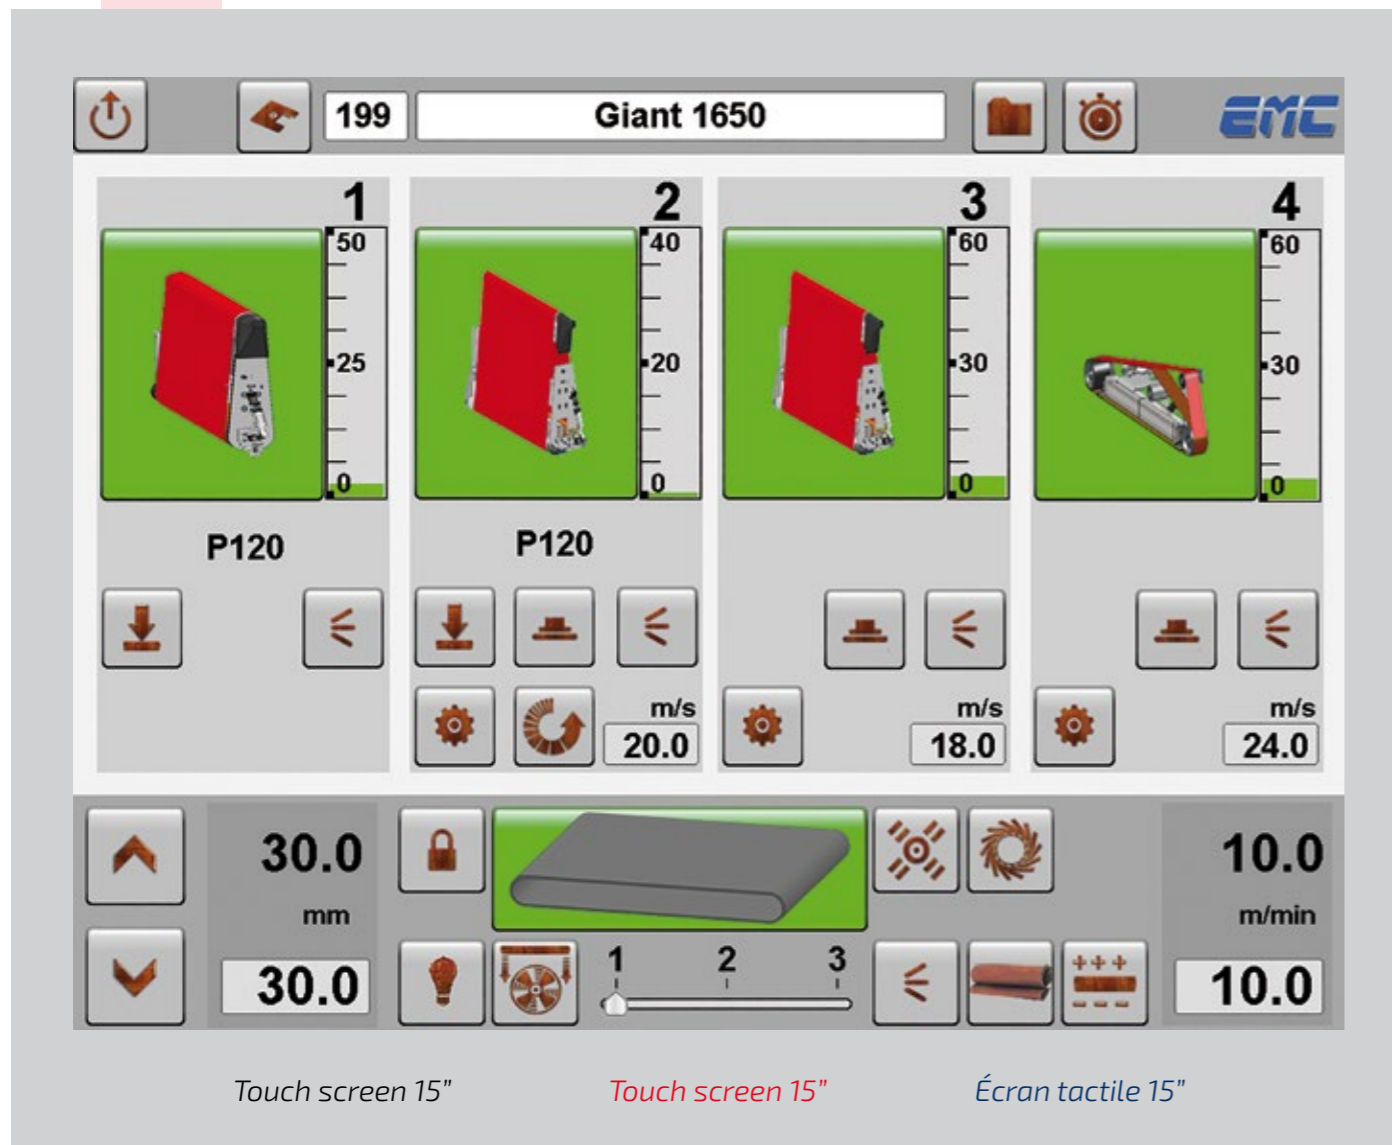 199
Giant 1650
EMC
1
2
3
4
50
25
0
40
20
0
60
30
0
60
30
0
P120
P120
m/s
20.0
m/s
18.0
m/s
24.0
30.0
mm
30.0
1 2 3
10.0
m/min
10.0
Touch screen 15”
Touch screen 15”
Écran tactile 15”